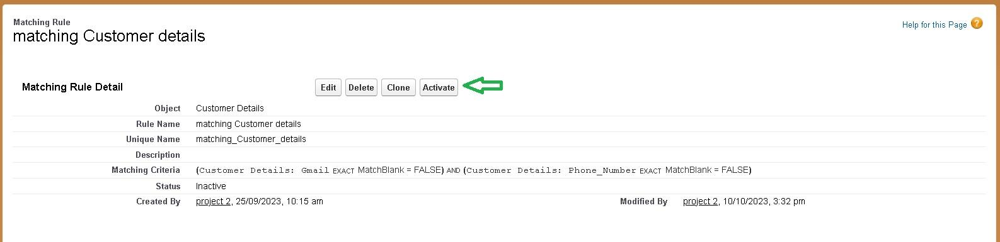 Matching Rule
matching Customer details
Help for this Page ?
Matching Rule Detail
Edit Delete Clone Activate
Object Customer Details
Rule Name matching Customer details
Unique Name matching_Customer_details
Description
Matching Criteria (Customer Details: Gmail EXACT MatchBlank = FALSE) AND (Customer Details: Phone_Number EXACT MatchBlank = FALSE)
Status Inactive
Created By project 2, 25/09/2023, 10:15 am Modified By project 2, 10/10/2023, 3:32 pm